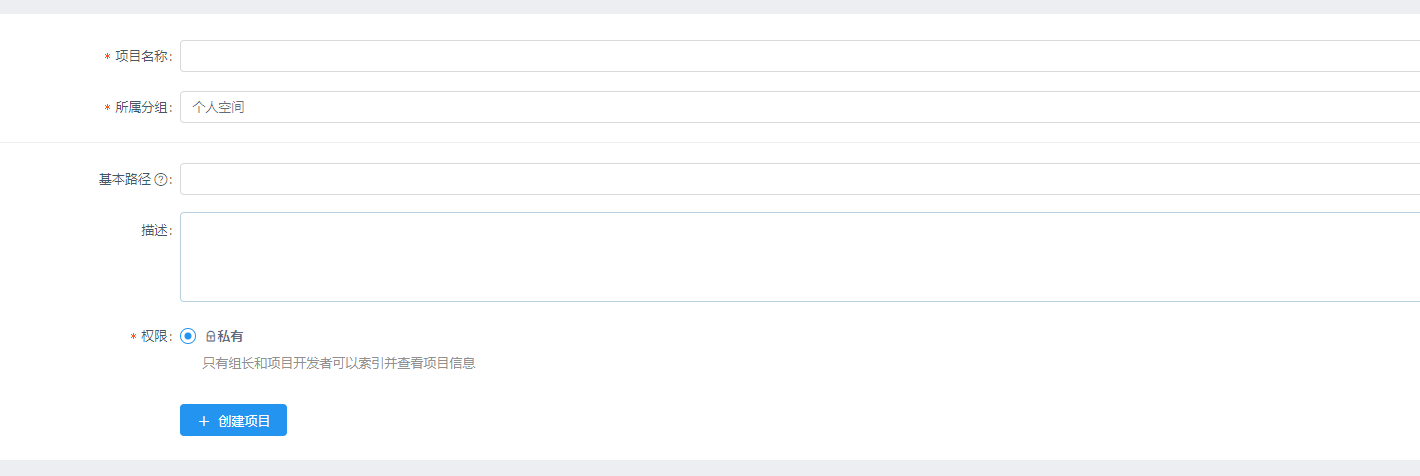 * 项目名称:
* 所属分组: 个人空间
基本路径 ? :
描述:
* 权限: 私有
只有组长和项目开发者可以索引并查看项目信息
+ 创建项目